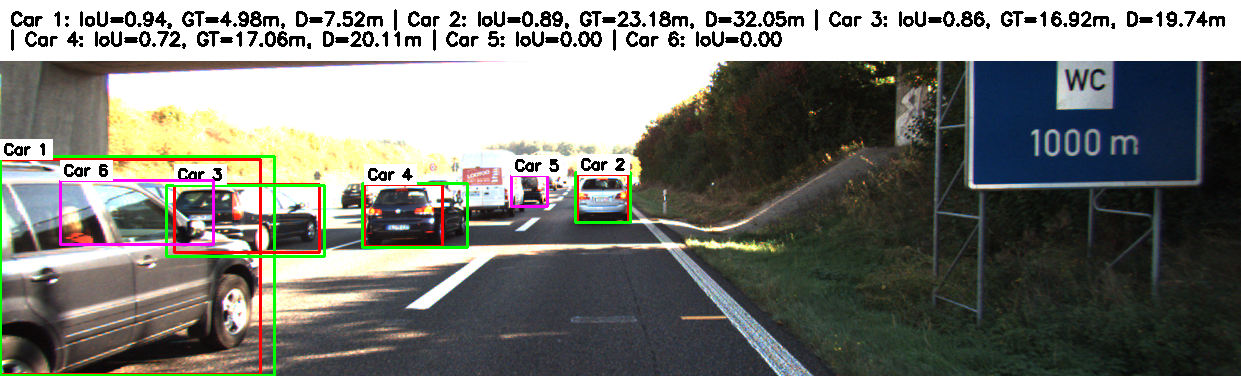 Car 1: IoU=0.94, GT=4.98m, D=7.52m | Car 2: IoU=0.89, GT=23.18m, D=32.05m | Car 3: IoU=0.86, GT=16.92m, D=19.74m
| Car 4: IoU=0.72, GT=17.06m, D=20.11m | Car 5: IoU=0.00 | Car 6: IoU=0.00
WC
1000 m
Car 1
Car 6
Car 3
Car 4
Car 5
Car 2